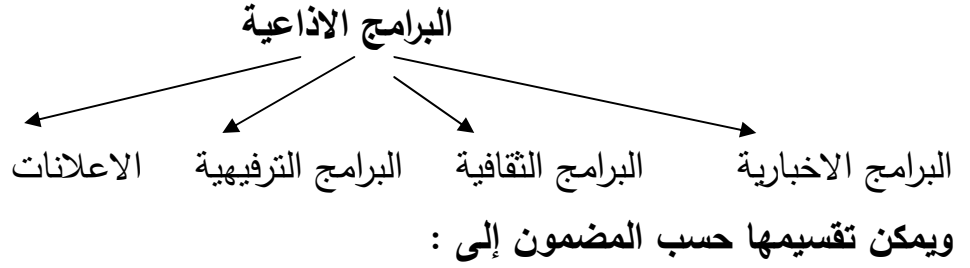 البرامج الاذاعية
البرامج الاخبارية البرامج الثقافية البرامج الترفيهية الاعلانات
ويمكن تقسيمها حسب المضمون إلى :